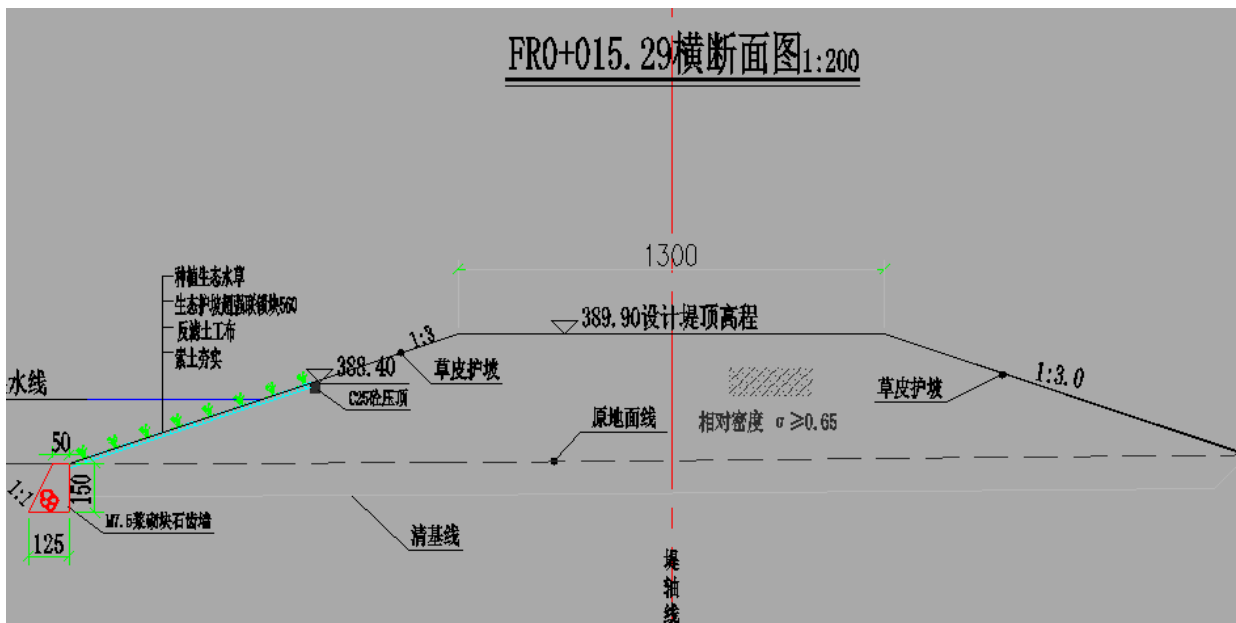 FR0+015.29横断面图1:200
1300
种植生态水草
生态护坡超强联锁块560
反滤土工布
素土夯实
389.90设计堤顶高程
1:3
388.40
草皮护坡
草皮护坡
1:3.0
水线
C25砼压顶
原地面线
相对密度 σ≥0.65
50
1:1
150
M7.5浆砌块石齿墙
125
清基线
堤轴线